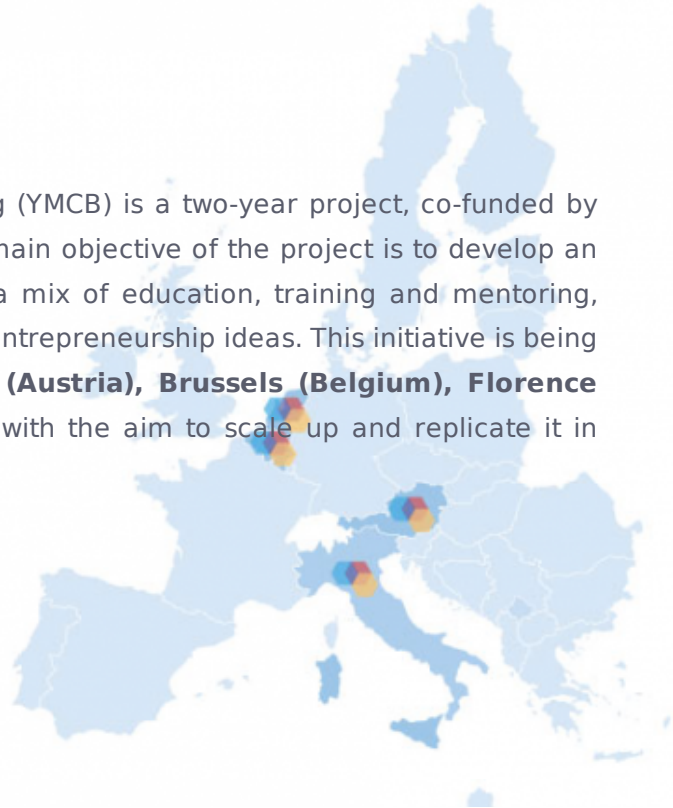 (YMCB) is a two-year project, co-funded by
main objective of the project is to develop an
a mix of education, training and mentoring,
ntrepreneurship ideas. This initiative is being
(Austria), Brussels (Belgium), Florence
with the aim to scale up and replicate it in